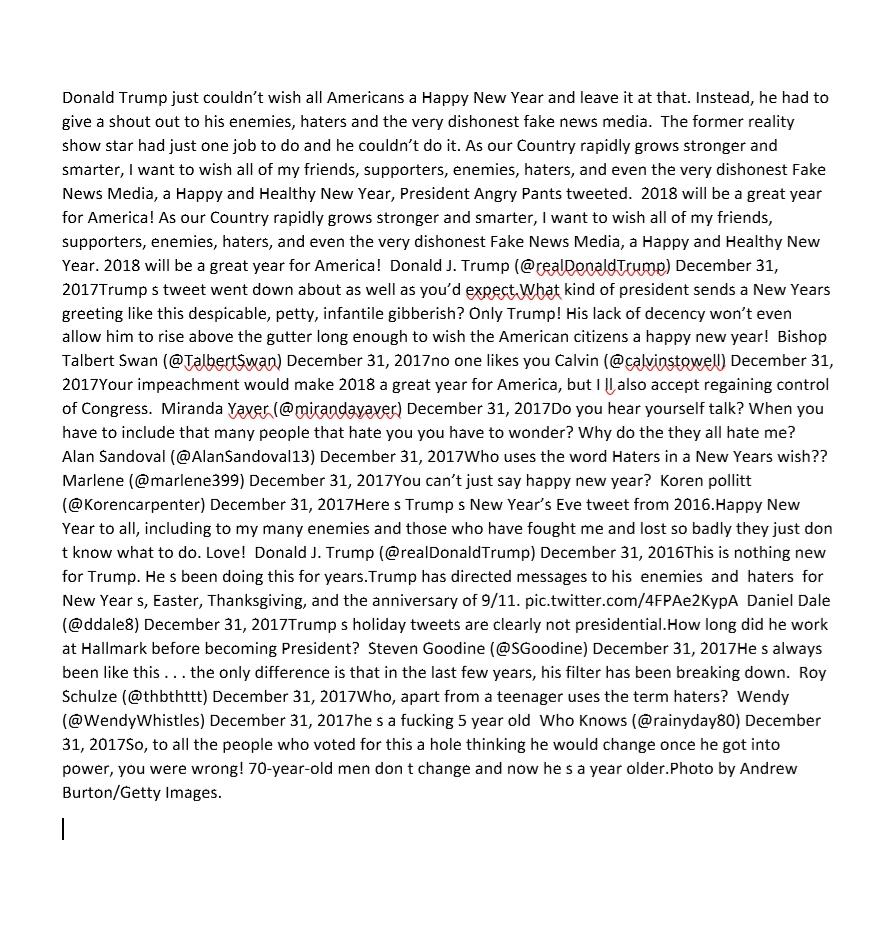 Donald Trump just couldn’t wish all Americans a Happy New Year and leave it at that. Instead, he had to
give a shout out to his enemies, haters and the very dishonest fake news media.  The former reality
show star had just one job to do and he couldn’t do it. As our Country rapidly grows stronger and
smarter, I want to wish all of my friends, supporters, enemies, haters, and even the very dishonest Fake
News Media, a Happy and Healthy New Year, President Angry Pants tweeted.  2018 will be a great year
for America! As our Country rapidly grows stronger and smarter, I want to wish all of my friends,
supporters, enemies, haters, and even the very dishonest Fake News Media, a Happy and Healthy New
Year. 2018 will be a great year for America!  Donald J. Trump (@realDonaldTrump) December 31,
2017Trump s tweet went down about as well as you’d expect.What kind of president sends a New Years
greeting like this despicable, petty, infantile gibberish? Only Trump! His lack of decency won’t even
allow him to rise above the gutter long enough to wish the American citizens a happy new year!  Bishop
Talbert Swan (@TalbertSwan) December 31, 2017no one likes you Calvin (@calvinstowell) December 31,
2017Your impeachment would make 2018 a great year for America, but I ll also accept regaining control
of Congress.  Miranda Yaver (@mirandayaver) December 31, 2017Do you hear yourself talk? When you
have to include that many people that hate you you have to wonder? Why do the they all hate me?
Alan Sandoval (@AlanSandoval13) December 31, 2017Who uses the word Haters in a New Years wish??
Marlene (@marlene399) December 31, 2017You can’t just say happy new year?  Koren pollitt
(@Korencarpenter) December 31, 2017Here s Trump s New Year’s Eve tweet from 2016.Happy New
Year to all, including to my many enemies and those who have fought me and lost so badly they just don
t know what to do. Love!  Donald J. Trump (@realDonaldTrump) December 31, 2016This is nothing new
for Trump. He s been doing this for years.Trump has directed messages to his  enemies  and  haters  for
New Year s, Easter, Thanksgiving, and the anniversary of 9/11. pic.twitter.com/4FPAe2KypA  Daniel Dale
(@ddale8) December 31, 2017Trump s holiday tweets are clearly not presidential.How long did he work
at Hallmark before becoming President?  Steven Goodine (@SGoodine) December 31, 2017He s always
been like this . . . the only difference is that in the last few years, his filter has been breaking down.  Roy
Schulze (@thbthttt) December 31, 2017Who, apart from a teenager uses the term haters?  Wendy
(@WendyWhistles) December 31, 2017he s a fucking 5 year old  Who Knows (@rainyday80) December
31, 2017So, to all the people who voted for this a hole thinking he would change once he got into
power, you were wrong! 70-year-old men don t change and now he s a year older.Photo by Andrew
Burton/Getty Images.